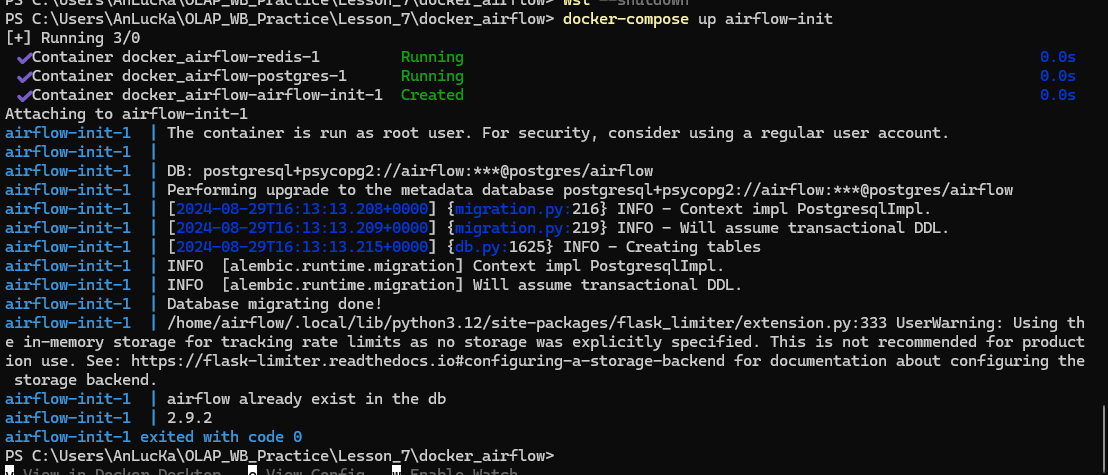 PS C:\Users\AnLucKa\OLAP_WB_Practice\Lesson_7\docker_airflow> wsl --shutdown
PS C:\Users\AnLucKa\OLAP_WB_Practice\Lesson_7\docker_airflow> docker-compose up airflow-init
[+] Running 3/0
✔Container docker_airflow-redis-1 Running 0.0s
✔Container docker_airflow-postgres-1 Running 0.0s
✔Container docker_airflow-airflow-init-1 Created 0.0s
Attaching to airflow-init-1
airflow-init-1 | The container is run as root user. For security, consider using a regular user account.
airflow-init-1 |
airflow-init-1 | DB: postgresql+psycopg2://airflow:***@postgres/airflow
airflow-init-1 | Performing upgrade to the metadata database postgresql+psycopg2://airflow:***@postgres/airflow
airflow-init-1 | [2024-08-29T16:13:13.208+0000] {migration.py:216} INFO - Context impl PostgresqlImpl.
airflow-init-1 | [2024-08-29T16:13:13.209+0000] {migration.py:219} INFO - Will assume transactional DDL.
airflow-init-1 | [2024-08-29T16:13:13.215+0000] {db.py:1625} INFO - Creating tables
airflow-init-1 | INFO [alembic.runtime.migration] Context impl PostgresqlImpl.
airflow-init-1 | INFO [alembic.runtime.migration] Will assume transactional DDL.
airflow-init-1 | Database migrating done!
airflow-init-1 | /home/airflow/.local/lib/python3.12/site-packages/flask_limiter/extension.py:333 UserWarning: Using th
e in-memory storage for tracking rate limits as no storage was explicitly specified. This is not recommended for product
ion use. See: https://flask-limiter.readthedocs.io#configuring-a-storage-backend for documentation about configuring the
storage backend.
airflow-init-1 | airflow already exist in the db
airflow-init-1 | 2.9.2
airflow-init-1 exited with code 0
PS C:\Users\AnLucKa\OLAP_WB_Practice\Lesson_7\docker_airflow>
v View in Docker Desktop o View Config w Enable Watch